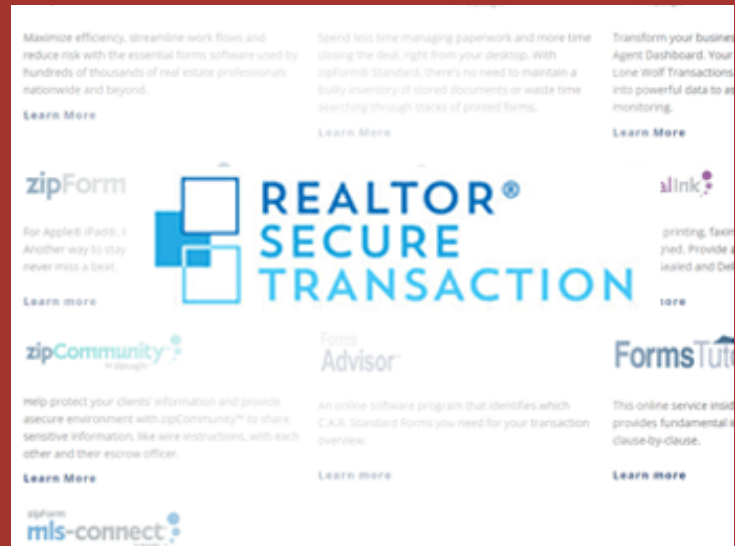 Maximize efficiency, streamline work flows and
reduce risk with the essential forms software used by
hundreds of thousands of real estate professionals
nationwide and beyond.
Learn More
Spend less time managing paperwork and more time
closing the deal, right from your desktop. With
zipForm® Standard, there's no need to maintain a
bulky inventory of stored documents or waste time
searching through stacks of printed forms.
Learn More
Transform your busines
Agent Dashboard. Your
Lone Wolf Transactions
into powerful data to as
monitoring.
Learn More
zipForm
For Apple® iPad®, i
Another way to stay
never miss a beat.
Learn more
REALTOR®
SECURE
TRANSACTION
alInk
printing, faxin
gned. Provide a
Sealed and Del
more
zipCommunity
Help protect your clients' information and provide
asecure environment with zipCommunity™ to share
sensitive information, like wire instructions, with each
other and their escrow officer.
Learn More
Forms
Advisor
An online software program that identifies which
C.A.R. Standard Forms you need for your transaction
overview.
Learn more
FormsTuto
This online service insid
provides fundamental i
clause-by-clause.
Learn more
zipForm
mls-connect